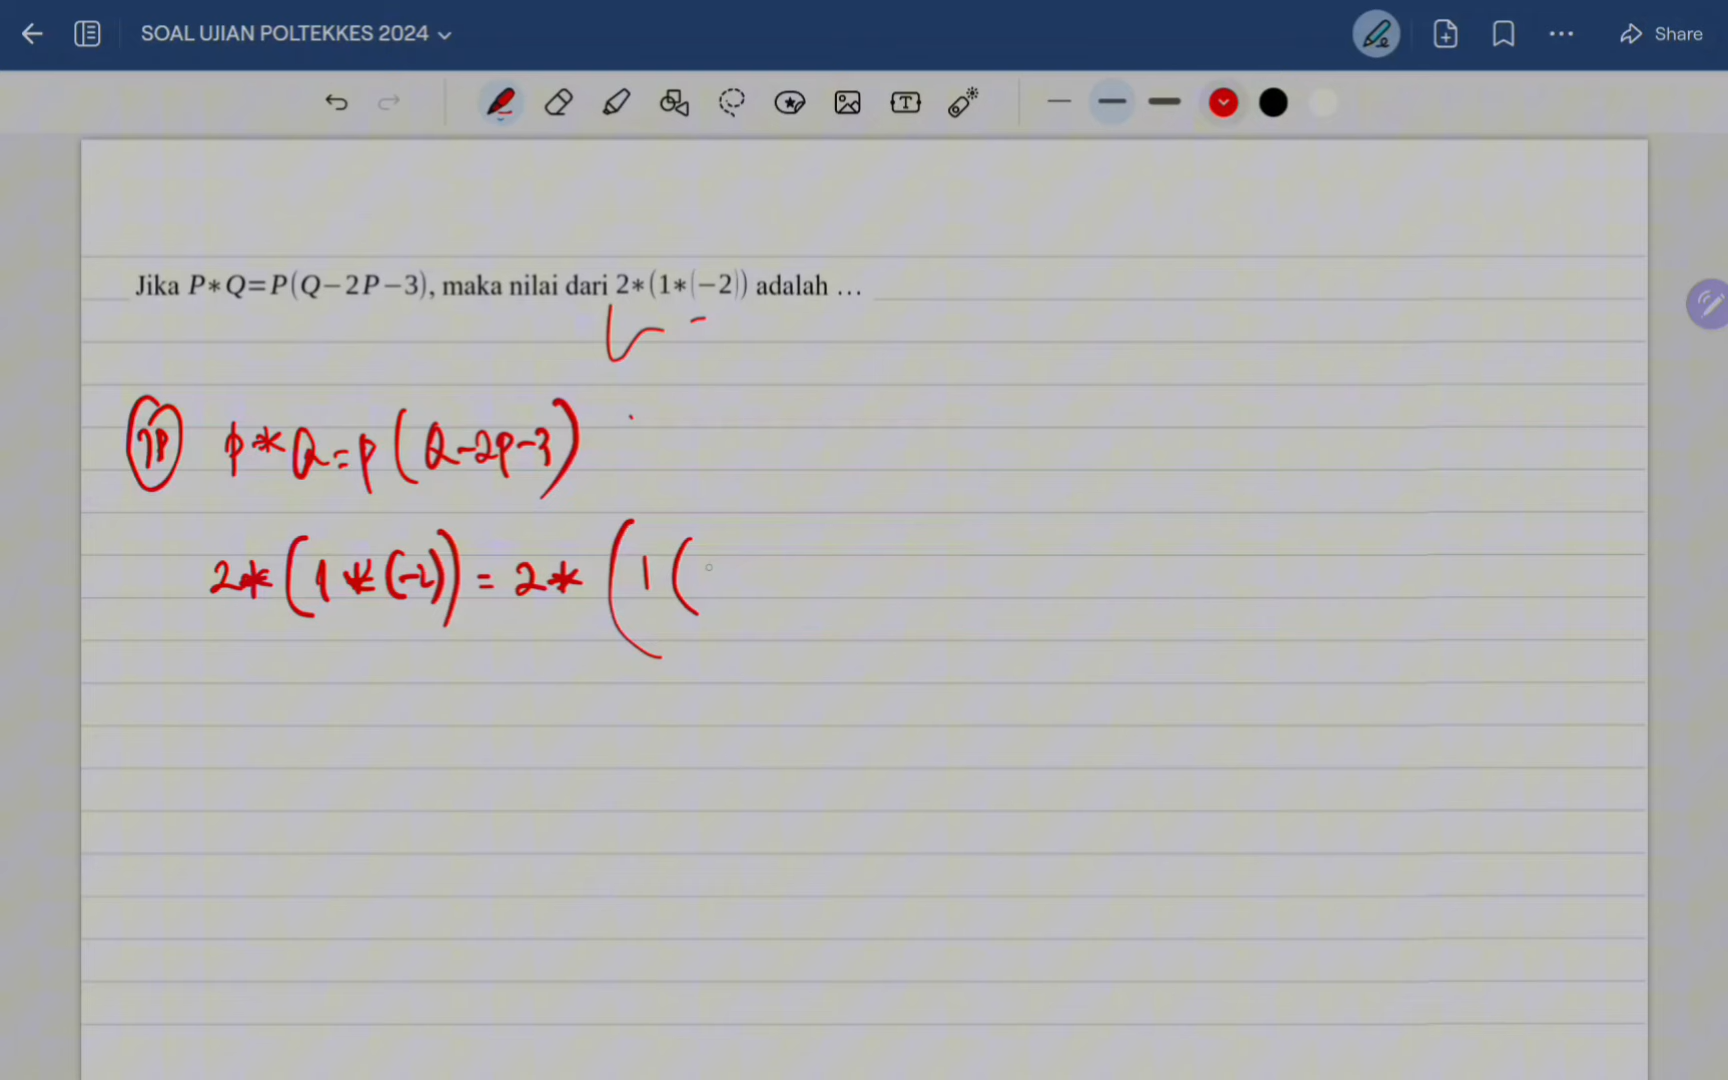 SOAL UJIAN POLTEKKES 2024
Share
Jika P∗Q=P(Q−2P−3), maka nilai dari 2∗(1∗(−2)) adalah ...
P*Q=P(Q-2P-3)
2*(1*(-2))=2*(1(